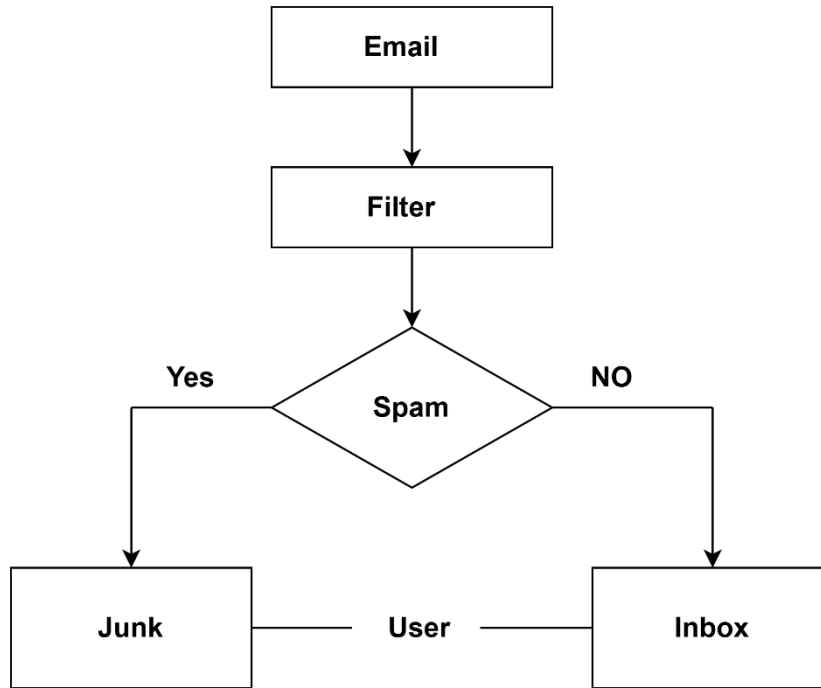 Email
Filter
Yes
NO
Spam
Junk
User
Inbox